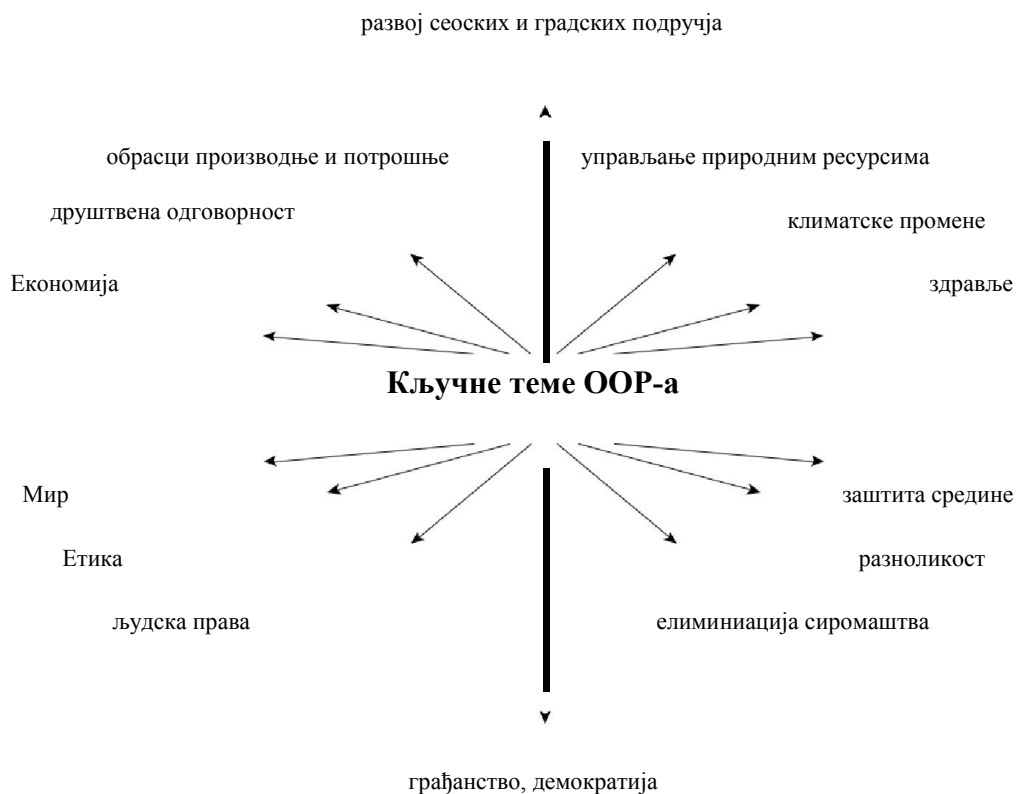 развој сеоских и градских подручја
обрасци производње и потрошње
управљање природним ресурсима
друштвена одговорност
климатске промене
Економија
здравље
Кључне теме ООР-а
Мир
заштита средине
Етика
разноликост
људска права
елиминиација сиромаштва
грађанство, демократија